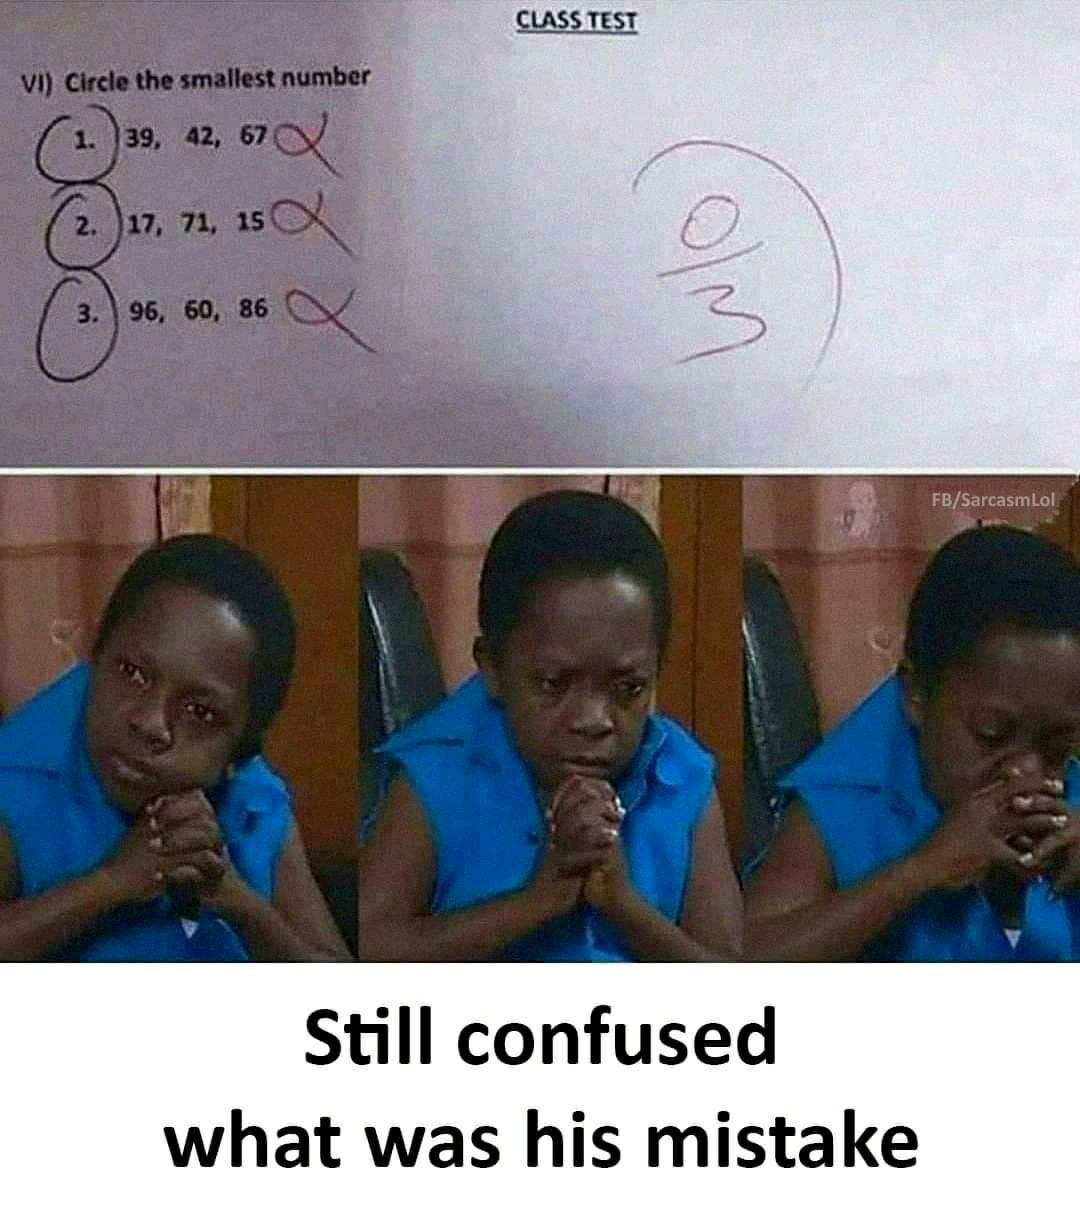 CLASS TEST
VI) Circle the smallest number
1. 39, 42, 67
2. 17, 71, 15
3. 96, 60, 86
0
3
FB/SarcasmLol
Still confused
what was his mistake